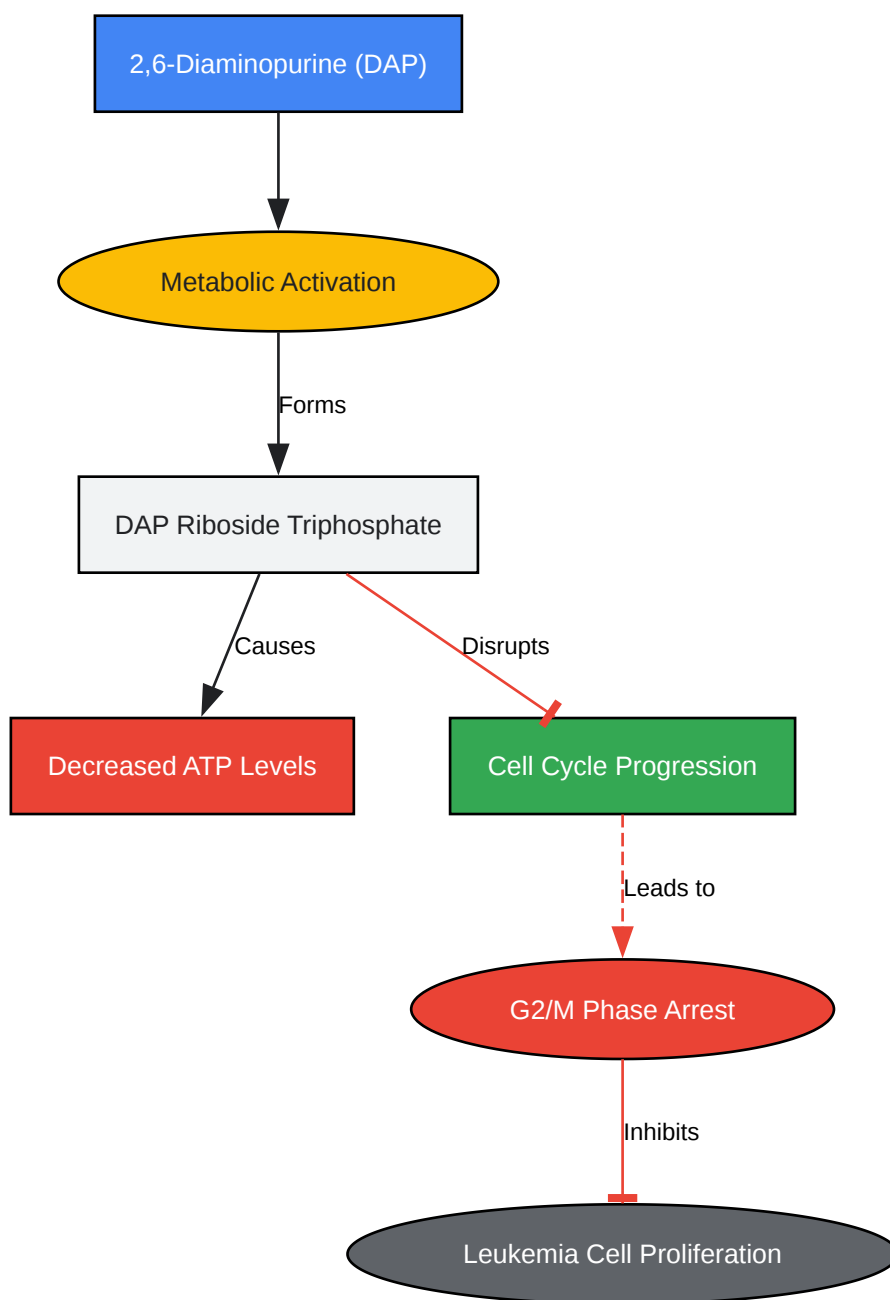 2,6-Diaminopurine (DAP)
Metabolic Activation
Forms
DAP Riboside Triphosphate
Causes
Disrupts
Decreased ATP Levels
Cell Cycle Progression
Leads to
G2/M Phase Arrest
Inhibits
Leukemia Cell Proliferation